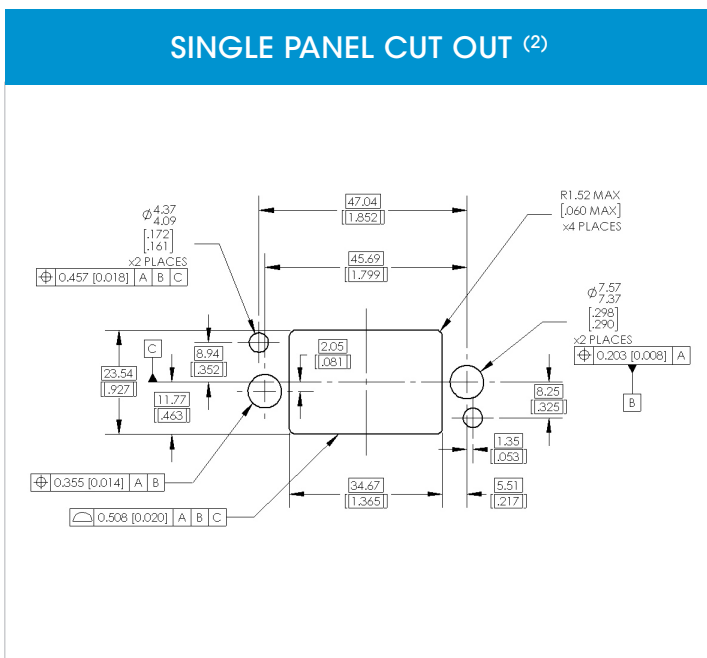 SINGLE PANEL CUT OUT (2)
47.04
[1.852]
R1.52 MAX
[.060 MAX]
x4 PLACES
Ø4.37
4.09
[.172]
[.161]
x2 PLACES
⌖ 0.457 [0.018] A B C
45.69
[1.799]
Ø7.57
7.37
[.298]
[.290]
x2 PLACES
⌖ 0.203 [0.008] A
B
C
8.94
[.352]
2.05
[.081]
23.54
[.927]
11.77
[.463]
8.25
[.325]
1.35
[.053]
⌖ 0.355 [0.014] A B
34.67
[1.365]
5.51
[.217]
⌓ 0.508 [0.020] A B C